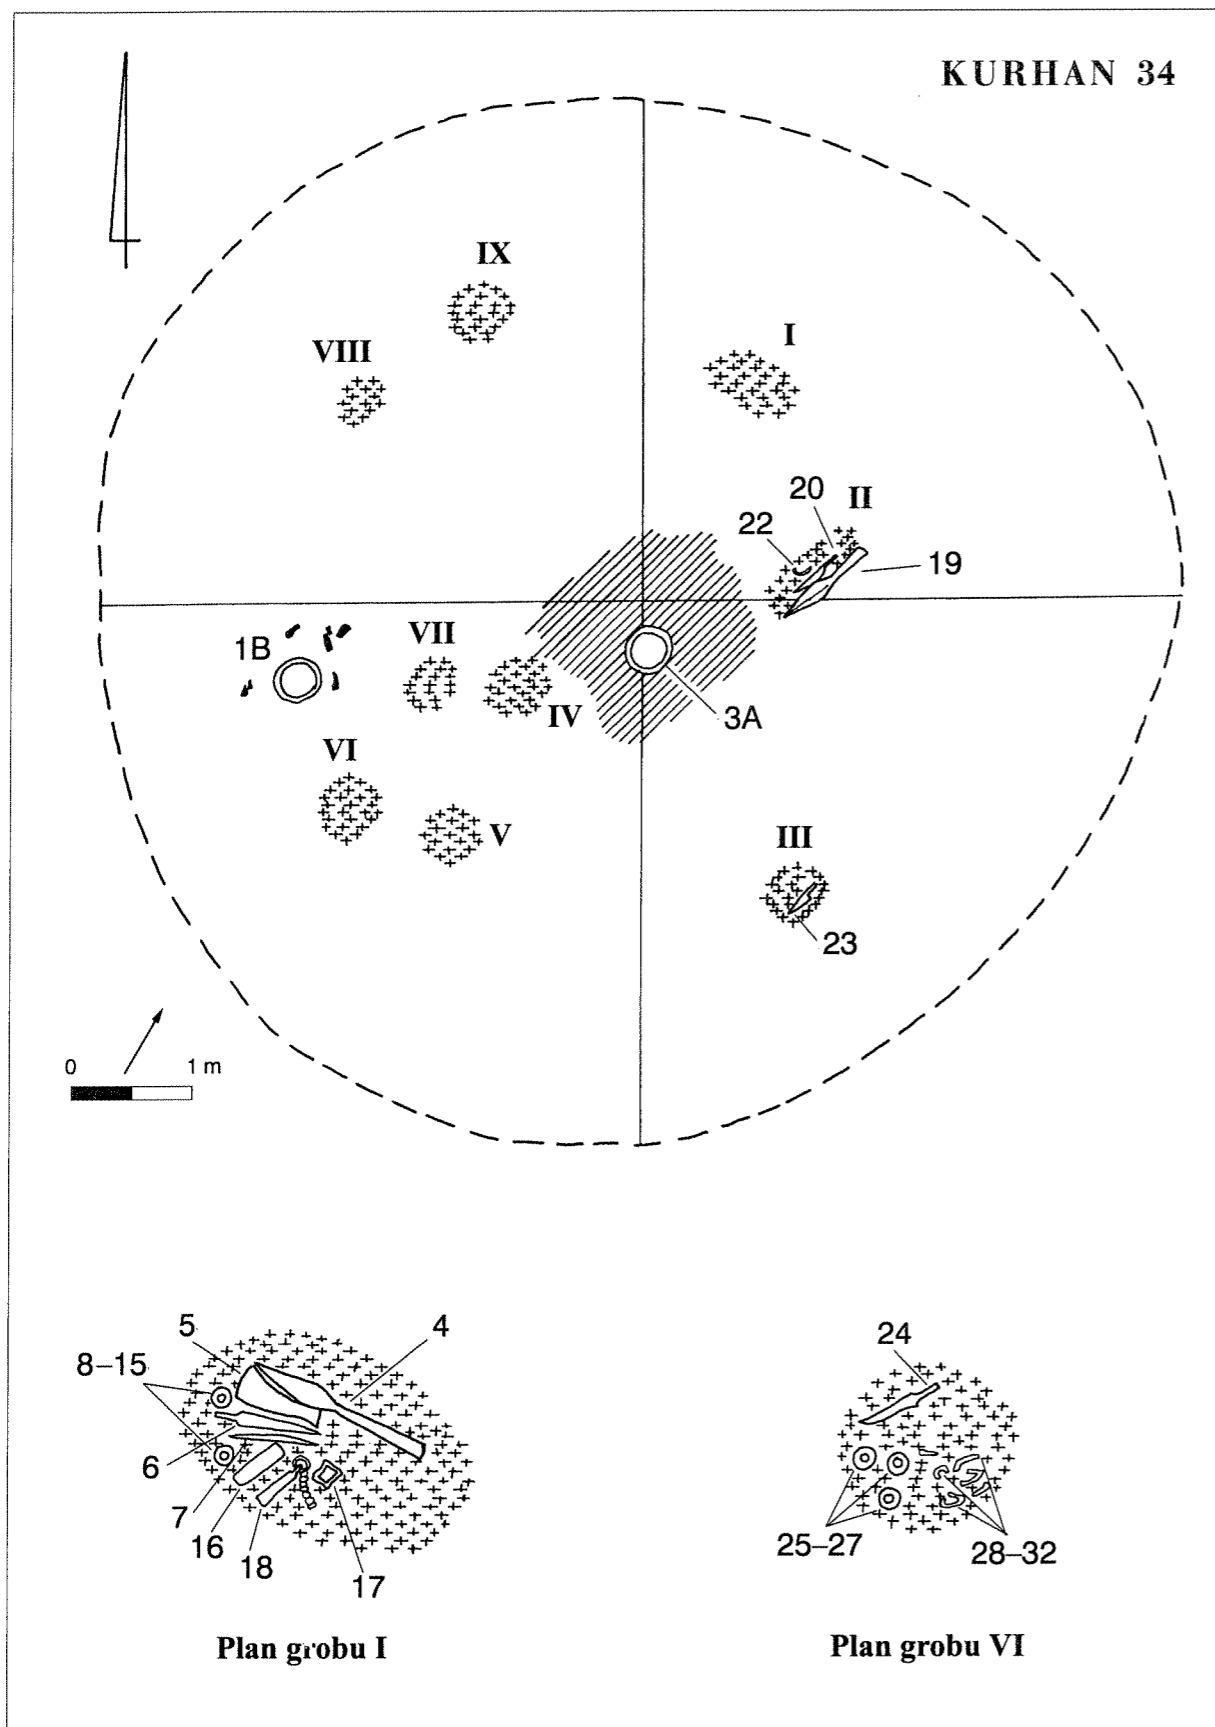 KURHAN 34
IX
I
VIII
20
II
22
19
1B
VII
IV
3A
VI
V
III
23
0 1 m
5
4
8–15
6
7
16
18
17
Plan grobu I
24
25–27
28–32
Plan grobu VI